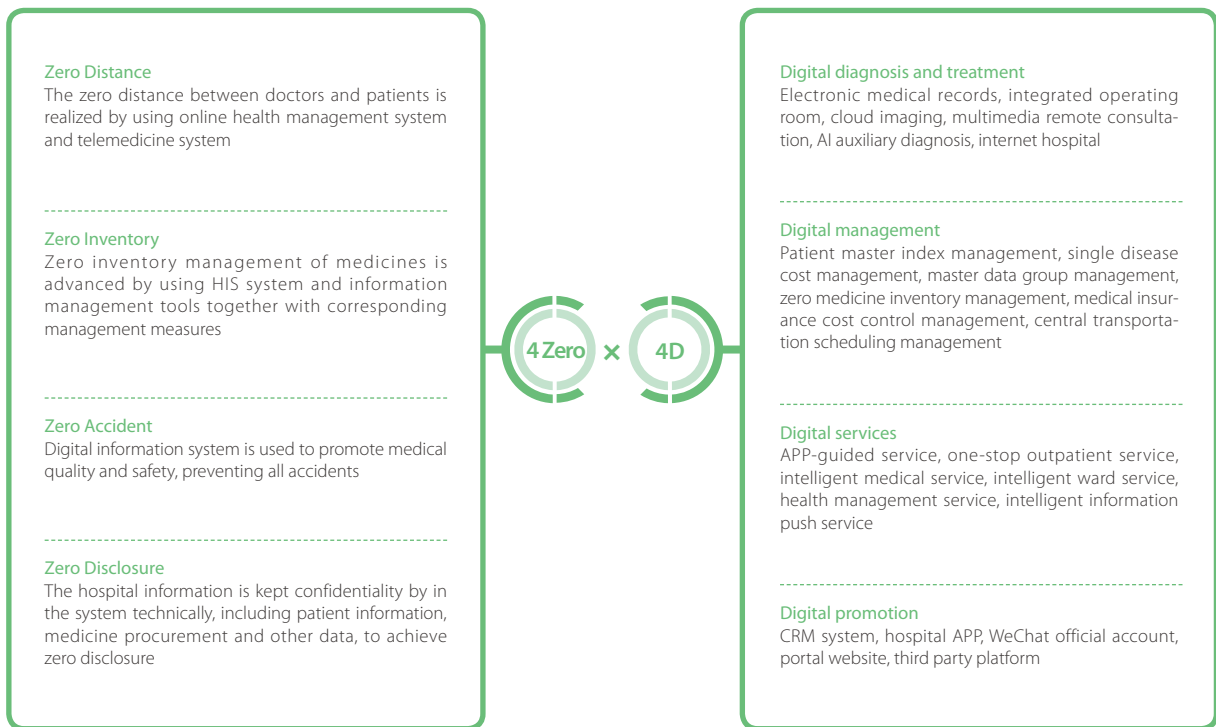 Zero Distance
The zero distance between doctors and patients is
realized by using online health management system
and telemedicine system
Zero Inventory
Zero inventory management of medicines is
advanced by using HIS system and information
management tools together with corresponding
management measures
Zero Accident
Digital information system is used to promote medical
quality and safety, preventing all accidents
Zero Disclosure
The hospital information is kept confidentiality by in
the system technically, including patient information,
medicine procurement and other data, to achieve
zero disclosure
4 Zero × 4D
Digital diagnosis and treatment
Electronic medical records, integrated operating
room, cloud imaging, multimedia remote consulta-
tion, AI auxiliary diagnosis, internet hospital
Digital management
Patient master index management, single disease
cost management, master data group management,
zero medicine inventory management, medical insur-
ance cost control management, central transporta-
tion scheduling management
Digital services
APP-guided service, one-stop outpatient service,
intelligent medical service, intelligent ward service,
health management service, intelligent information
push service
Digital promotion
CRM system, hospital APP, WeChat official account,
portal website, third party platform